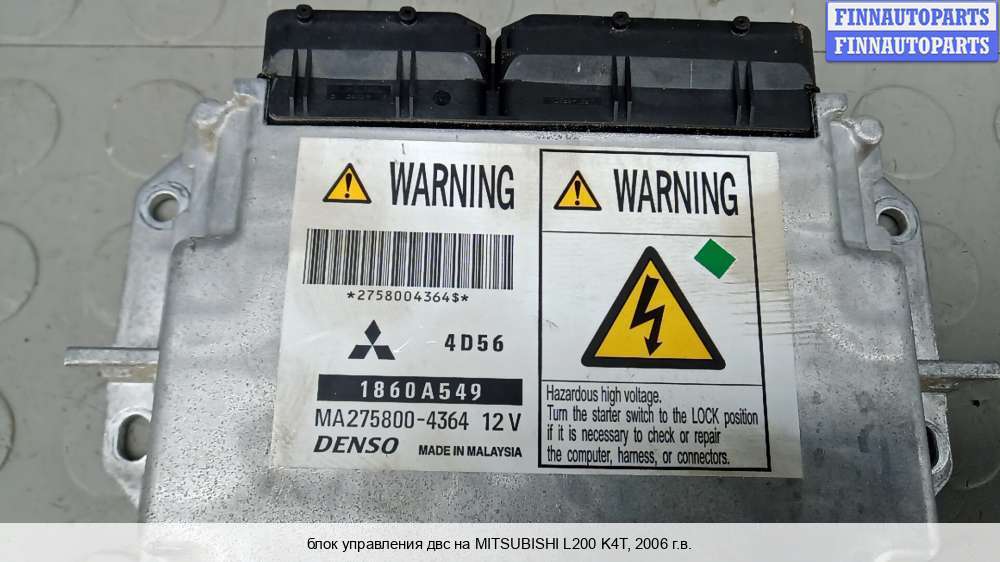 FINNAUTOPARTS
FINNAUTOPARTS
WARNING
*2758004364$*
4D56
1860A549
MA275800-4364 12V
DENSO MADE IN MALAYSIA
WARNING
Hazardous high voltage.
Turn the starter switch to the LOCK position
if it is necessary to check or repair
the computer, harness, or connectors.
блок управления двс на MITSUBISHI L200 K4T, 2006 г.в.